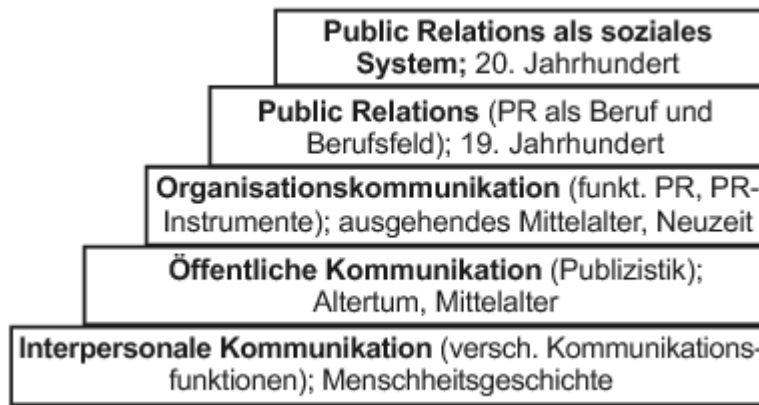 Public Relations als soziales
System; 20. Jahrhundert
Public Relations (PR als Beruf und
Berufsfeld); 19. Jahrhundert
Organisationskommunikation (funkt. PR, PR-
Instrumente); ausgehendes Mittelalter, Neuzeit
Öffentliche Kommunikation (Publizistik);
Altertum, Mittelalter
Interpersonale Kommunikation (versch. Kommunikations-
funktionen); Menschheitsgeschichte